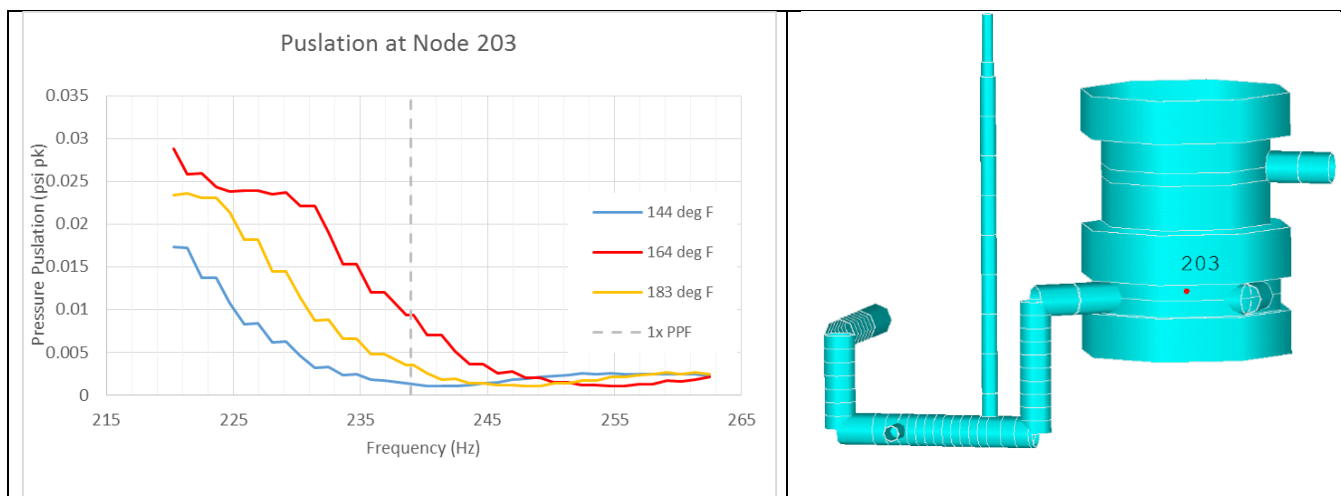 Puslation at Node 203
Pressure Puslation (psi pk)
0.035
0.03
0.025
0.02
0.015
0.01
0.005
0
215
225
235
245
255
265
Frequency (Hz)
144 deg F
164 deg F
183 deg F
1x PPF
203